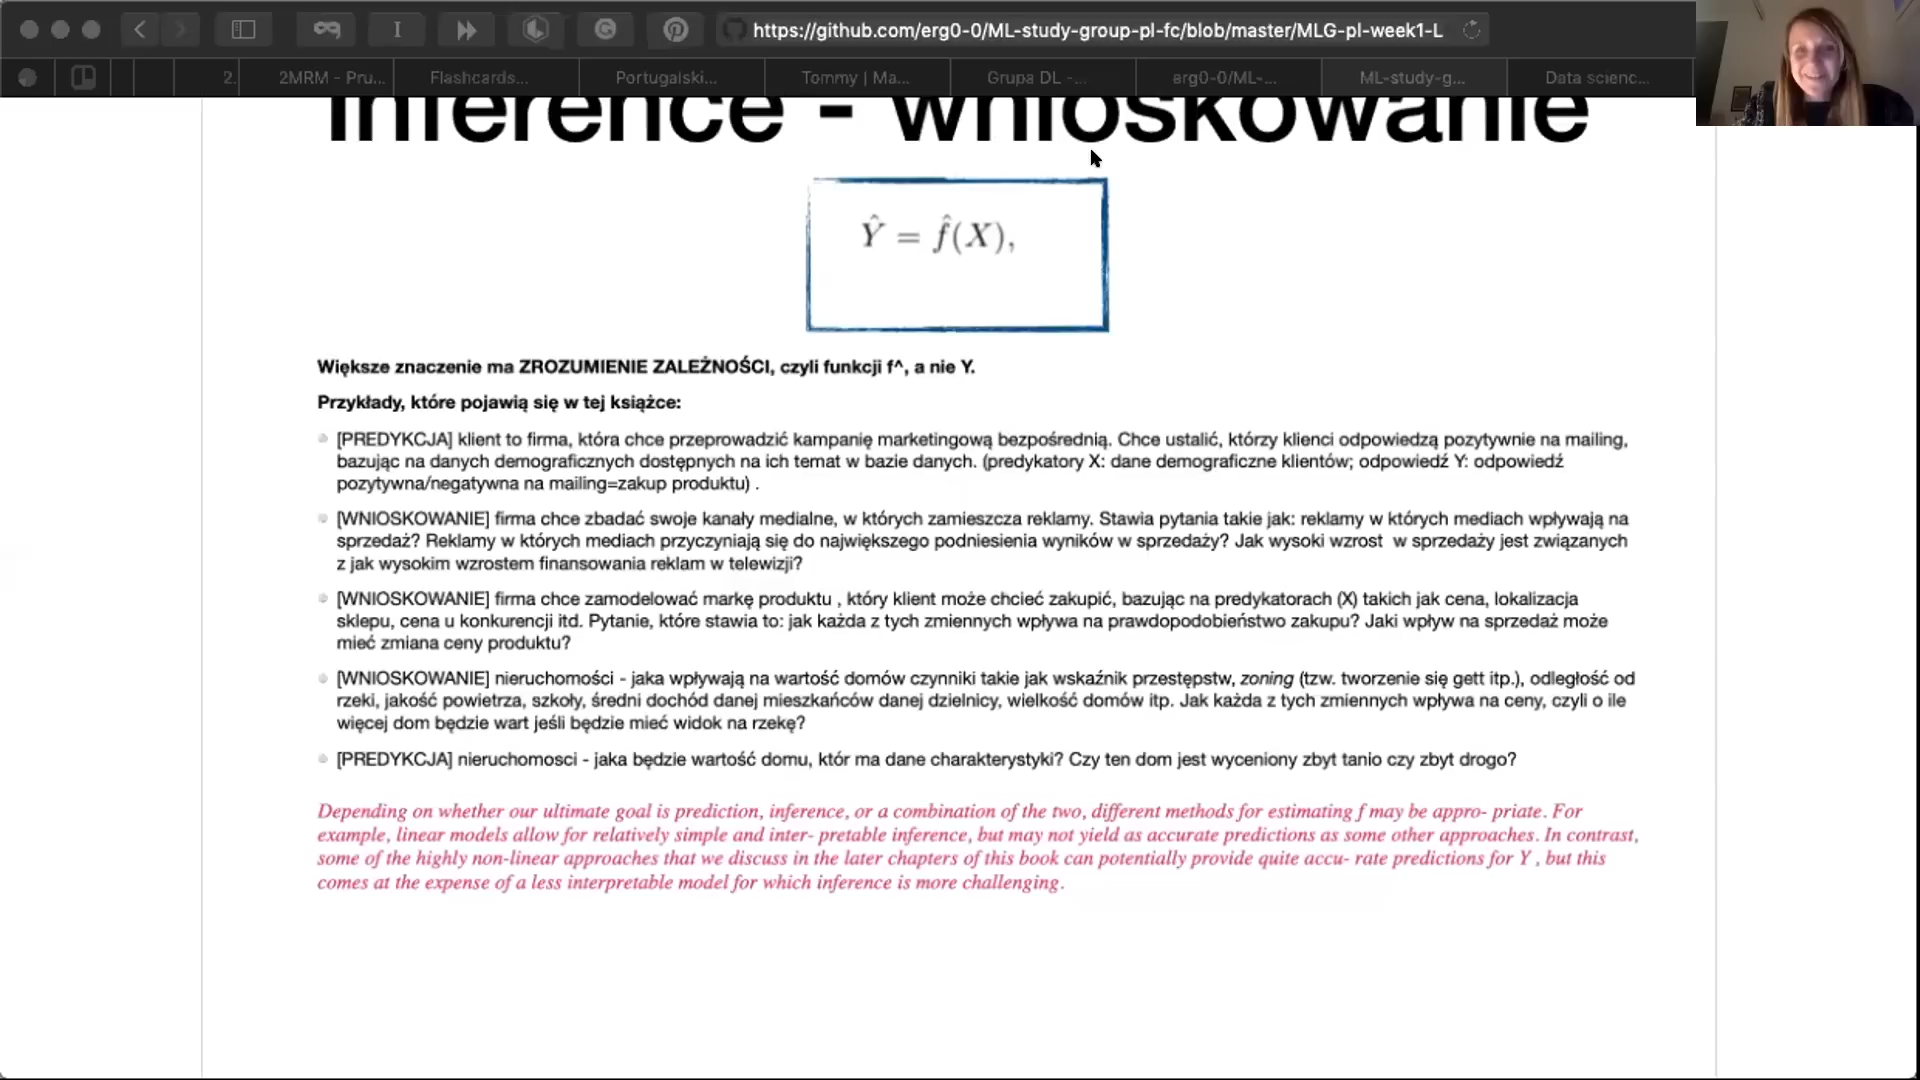 https://github.com/erg0-0/ML-study-group-pl-fc/blob/master/MLG-pl-week1-L
2.
2MRM - Pru...
Flashcards...
Portugalski...
Tommy | Ma...
Grupa DL -...
erg0-0/ML-...
ML-study-g...
Data scienc...
Inference - wnioskowanie
Ŷ = f̂(X),
Większe znaczenie ma ZROZUMIENIE ZALEŻNOŚCI, czyli funkcji f^, a nie Y.
Przykłady, które pojawią się w tej książce:
[PREDYKCJA] klient to firma, która chce przeprowadzić kampanię marketingową bezpośrednią. Chce ustalić, którzy klienci odpowiedzą pozytywnie na mailing,
bazując na danych demograficznych dostępnych na ich temat w bazie danych. (predykatory X: dane demograficzne klientów; odpowiedź Y: odpowiedź
pozytywna/negatywna na mailing=zakup produktu) .
[WNIOSKOWANIE] firma chce zbadać swoje kanały medialne, w których zamieszcza reklamy. Stawia pytania takie jak: reklamy w których mediach wpływają na
sprzedaż? Reklamy w których mediach przyczyniają się do największego podniesienia wyników w sprzedaży? Jak wysoki wzrost w sprzedaży jest związanych
z jak wysokim wzrostem finansowania reklam w telewizji?
[WNIOSKOWANIE] firma chce zamodelować markę produktu , który klient może chcieć zakupić, bazując na predykatorach (X) takich jak cena, lokalizacja
sklepu, cena u konkurencji itd. Pytanie, które stawia to: jak każda z tych zmiennych wpływa na prawdopodobieństwo zakupu? Jaki wpływ na sprzedaż może
mieć zmiana ceny produktu?
[WNIOSKOWANIE] nieruchomości - jaka wpływają na wartość domów czynniki takie jak wskaźnik przestępstw, zoning (tzw. tworzenie się gett itp.), odległość od
rzeki, jakość powietrza, szkoły, średni dochód danej mieszkańców danej dzielnicy, wielkość domów itp. Jak każda z tych zmiennych wpływa na ceny, czyli o ile
więcej dom będzie wart jeśli będzie mieć widok na rzekę?
[PREDYKCJA] nieruchomosci - jaka będzie wartość domu, któr ma dane charakterystyki? Czy ten dom jest wyceniony zbyt tanio czy zbyt drogo?
Depending on whether our ultimate goal is prediction, inference, or a combination of the two, different methods for estimating f may be appro- priate. For
example, linear models allow for relatively simple and inter- pretable inference, but may not yield as accurate predictions as some other approaches. In contrast,
some of the highly non-linear approaches that we discuss in the later chapters of this book can potentially provide quite accu- rate predictions for Y , but this
comes at the expense of a less interpretable model for which inference is more challenging.